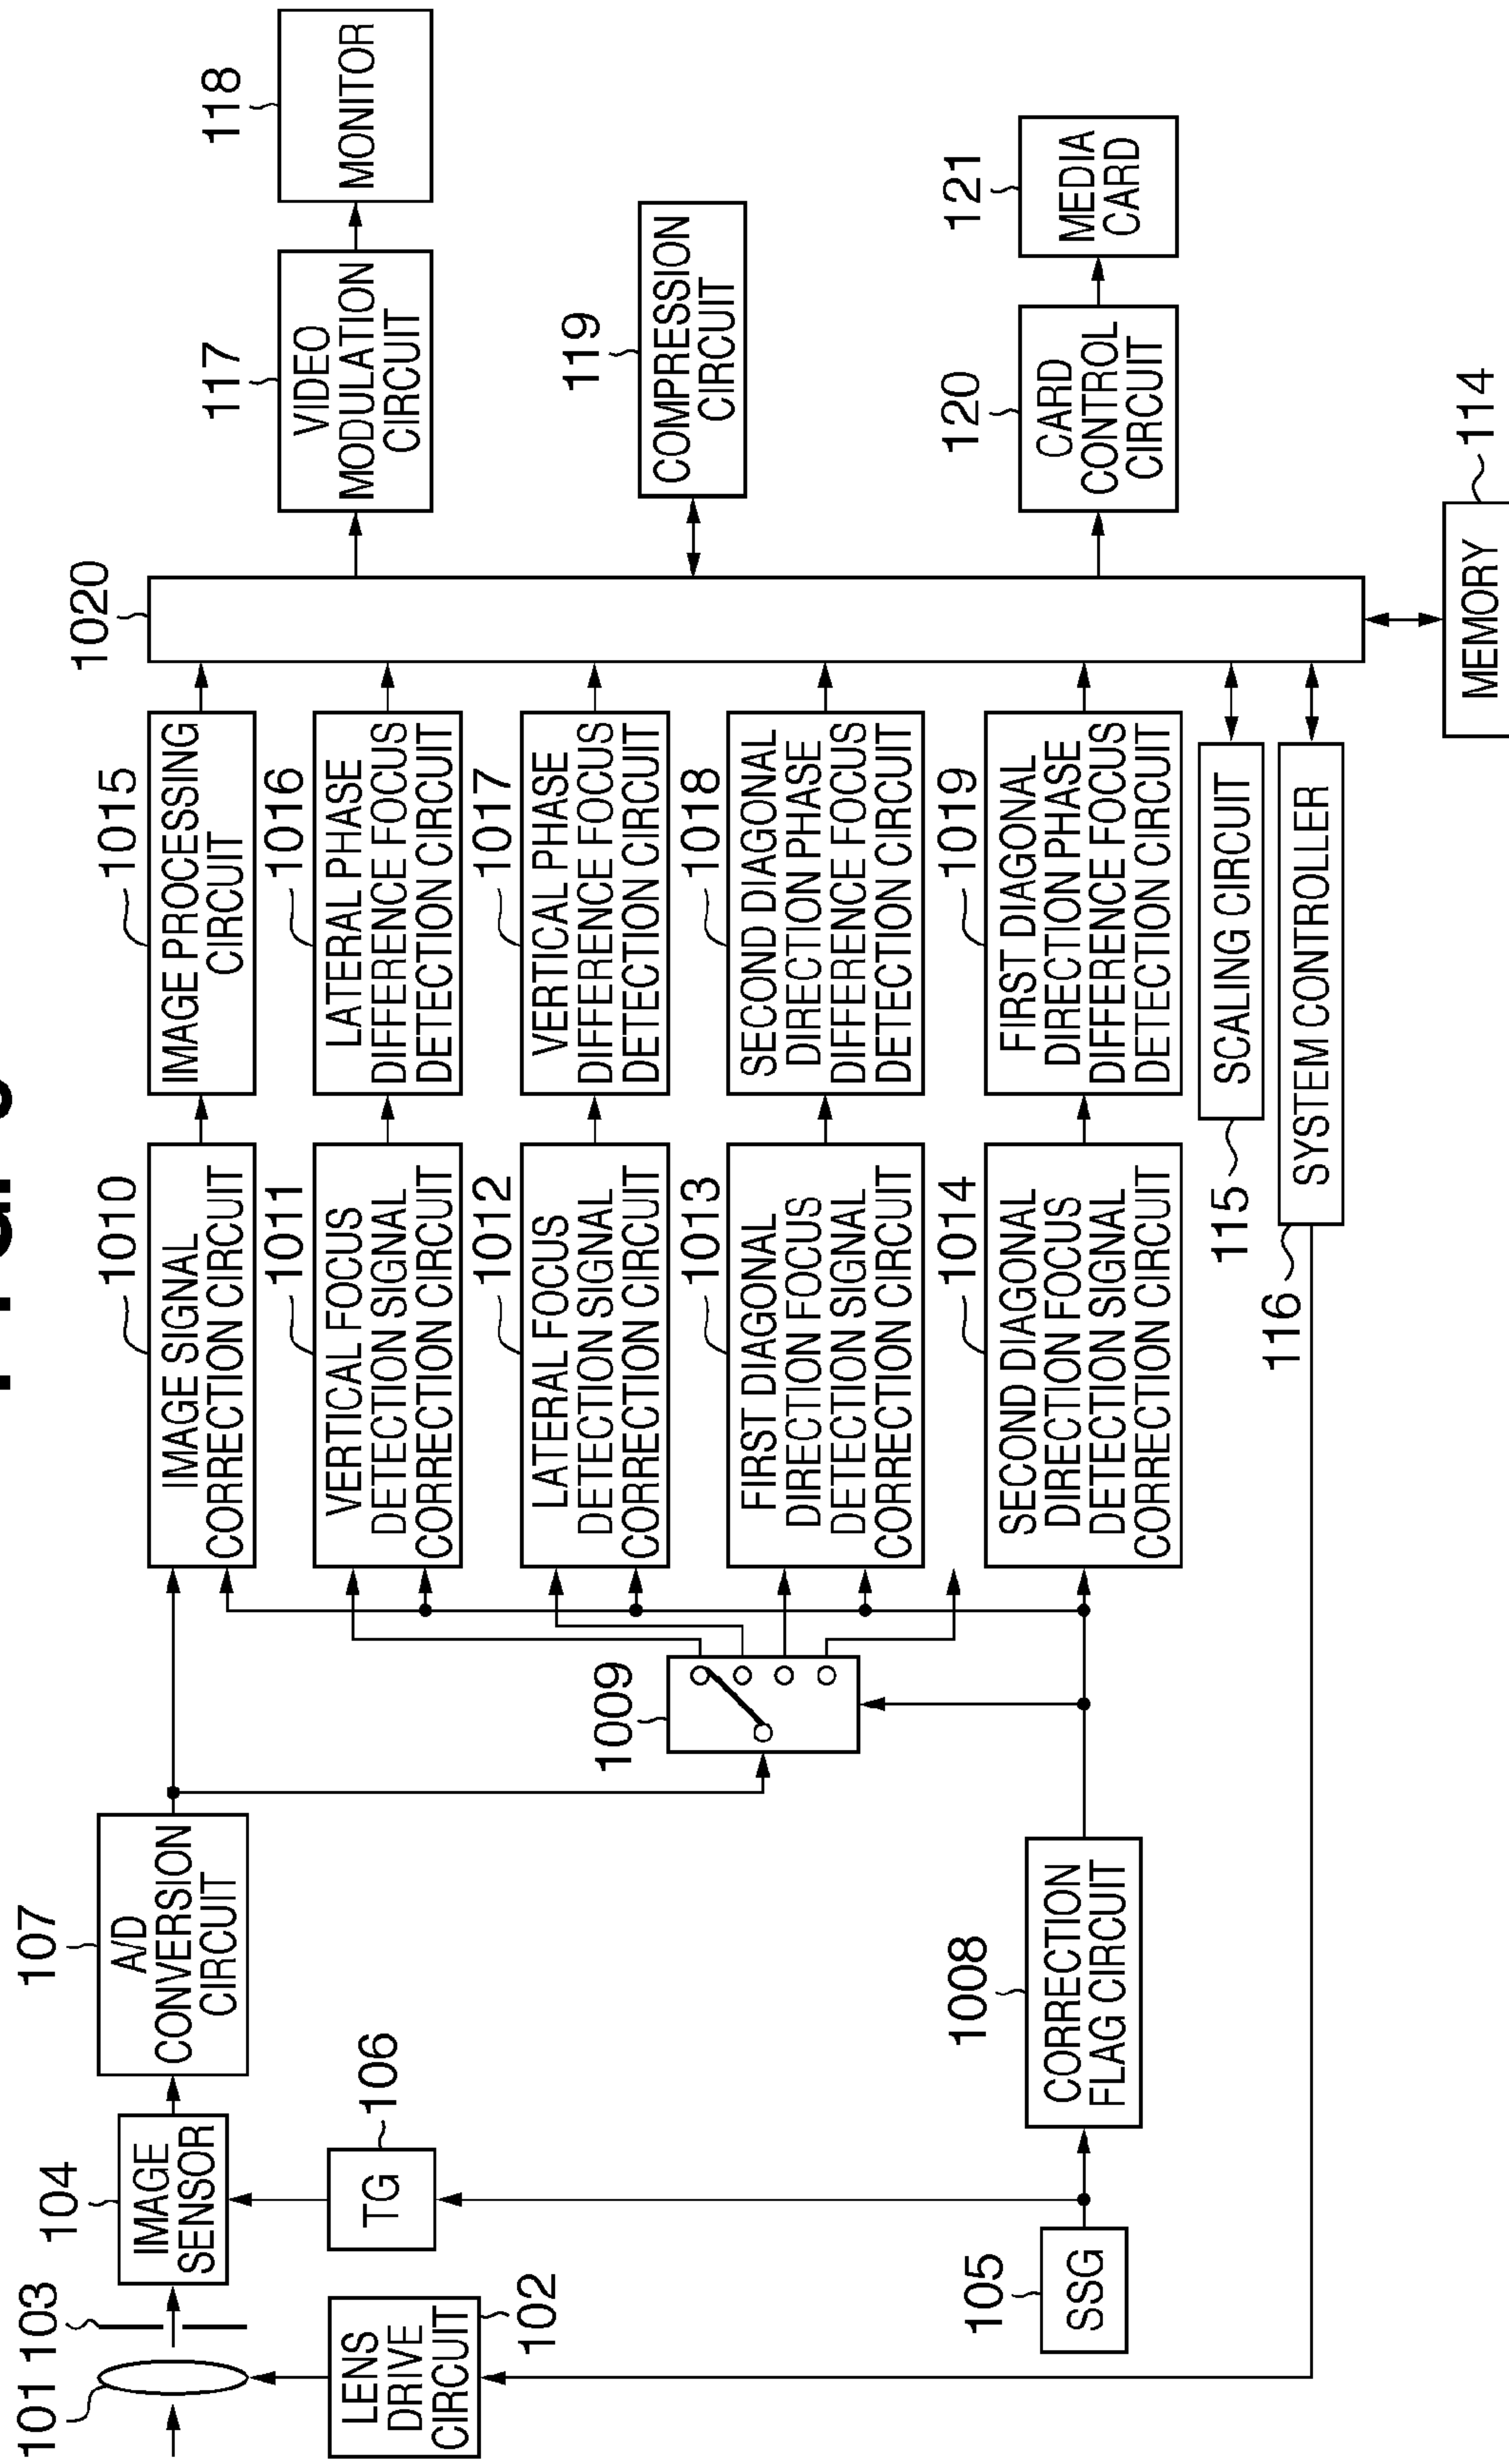 101
103
104
IMAGE
SENSOR
107
A/D
CONVERSION
CIRCUIT
LENS
DRIVE
CIRCUIT
102
TG
106
105
SSG
1008
CORRECTION
FLAG CIRCUIT
1009
1010
IMAGE SIGNAL
CORRECTION CIRCUIT
1011
VERTICAL FOCUS
DETECTION SIGNAL
CORRECTION CIRCUIT
1012
LATERAL FOCUS
DETECTION SIGNAL
CORRECTION CIRCUIT
1013
FIRST DIAGONAL
DIRECTION FOCUS
DETECTION SIGNAL
CORRECTION CIRCUIT
1014
SECOND DIAGONAL
DIRECTION FOCUS
DETECTION SIGNAL
CORRECTION CIRCUIT
1015
IMAGE PROCESSING
CIRCUIT
1016
LATERAL PHASE
DIFFERENCE FOCUS
DETECTION CIRCUIT
1017
VERTICAL PHASE
DIFFERENCE FOCUS
DETECTION CIRCUIT
1018
SECOND DIAGONAL
DIRECTION PHASE
DIFFERENCE FOCUS
DETECTION CIRCUIT
1019
FIRST DIAGONAL
DIRECTION PHASE
DIFFERENCE FOCUS
DETECTION CIRCUIT
115
SCALING CIRCUIT
116
SYSTEM CONTROLLER
1020
117
VIDEO
MODULATION
CIRCUIT
118
MONITOR
119
COMPRESSION
CIRCUIT
120
CARD
CONTROL
CIRCUIT
121
MEDIA
CARD
MEMORY
114